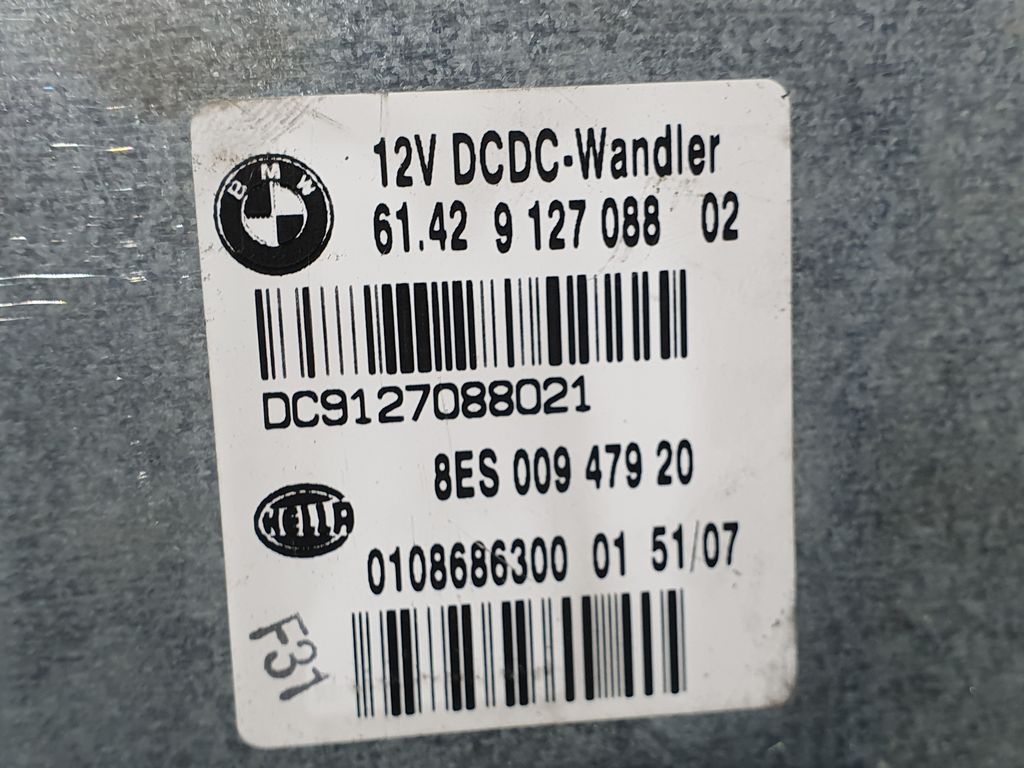 12V DCDC-Wandler
BMW
61.42 9 127 088 02
DC9127088021
8ES 009 479 20
HELLA
0108686300 01 51/07
F31